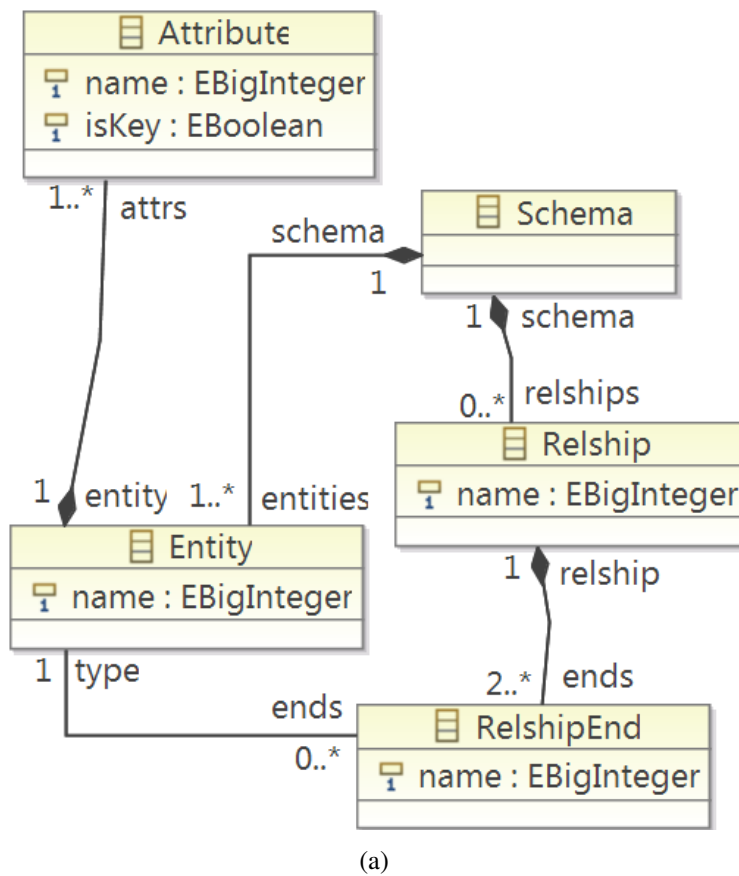 Attribute
name : EBigInteger
isKey : EBoolean
1..* attrs
schema
1
Schema
1 schema
0..* relships
Relship
name : EBigInteger
1 entity
1..* entities
Entity
name : EBigInteger
1 relship
2..* ends
1 type
ends
0..*
RelshipEnd
name : EBigInteger
(a)